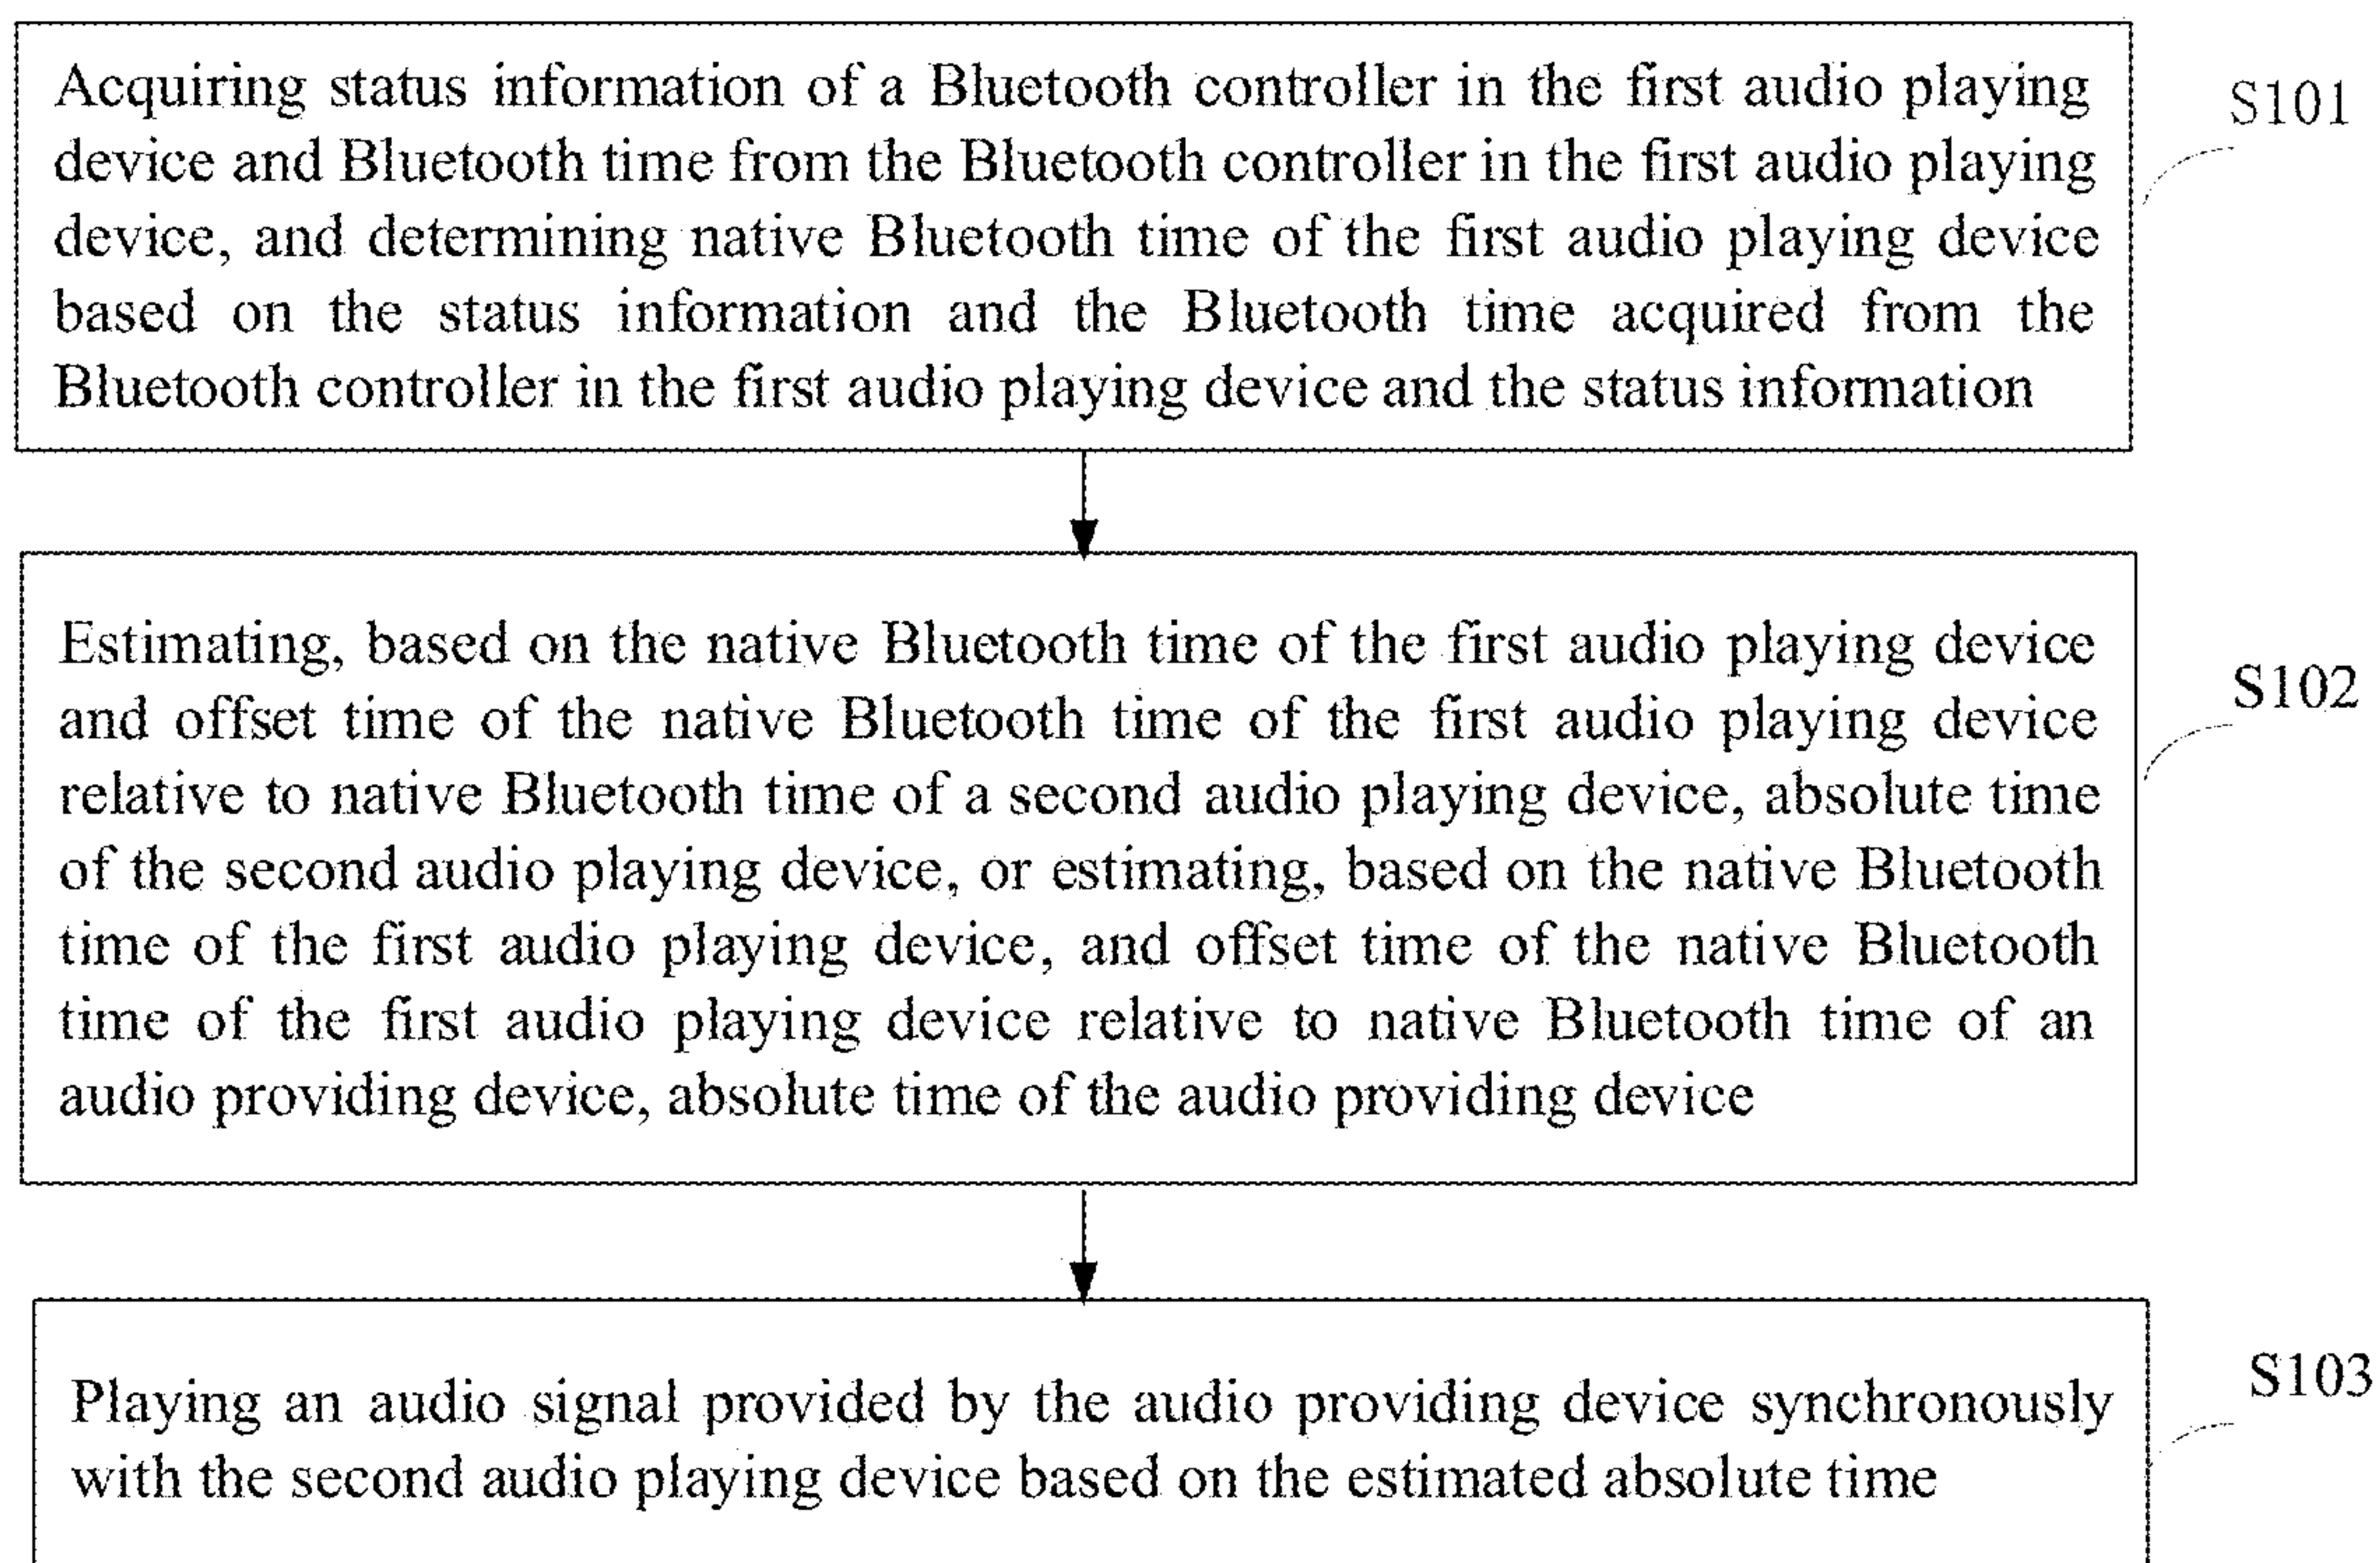 Acquiring status information of a Bluetooth controller in the first audio playing
device and Bluetooth time from the Bluetooth controller in the first audio playing
device, and determining native Bluetooth time of the first audio playing device
based on the status information and the Bluetooth time acquired from the
Bluetooth controller in the first audio playing device and the status information
S101
Estimating, based on the native Bluetooth time of the first audio playing device
and offset time of the native Bluetooth time of the first audio playing device
relative to native Bluetooth time of a second audio playing device, absolute time
of the second audio playing device, or estimating, based on the native Bluetooth
time of the first audio playing device, and offset time of the native Bluetooth
time of the first audio playing device relative to native Bluetooth time of an
audio providing device, absolute time of the audio providing device
S102
Playing an audio signal provided by the audio providing device synchronously
with the second audio playing device based on the estimated absolute time
S103